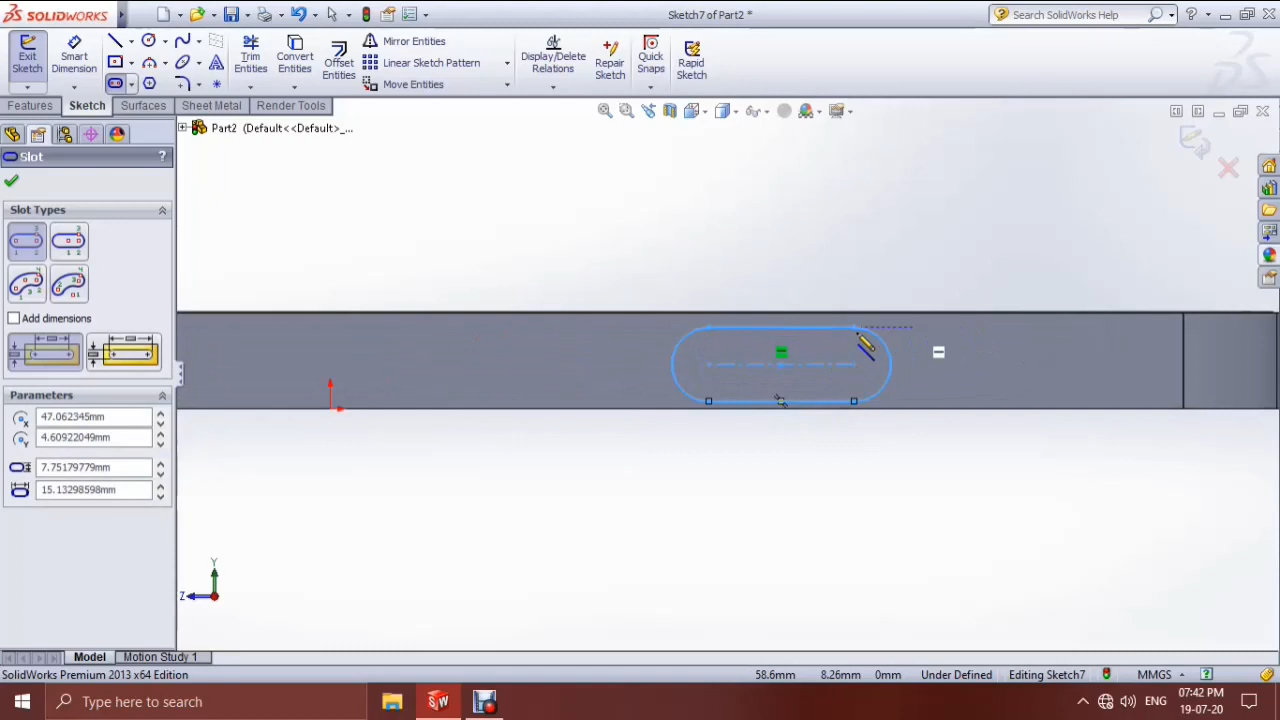 SOLIDWORKS
Sketch7 of Part2 *
Search SolidWorks Help
Exit Sketch
Smart Dimension
Trim Entities
Convert Entities
Offset Entities
Mirror Entities
Linear Sketch Pattern
Move Entities
Display/Delete Relations
Repair Sketch
Quick Snaps
Rapid Sketch
Features
Sketch
Surfaces
Sheet Metal
Render Tools
Part2 (Default<<Default>_...
Slot
?
Slot Types
Add dimensions
Parameters
47.062345mm
4.60922049mm
7.75179779mm
15.13298598mm
Y
Z
Model
Motion Study 1
SolidWorks Premium 2013 x64 Edition
58.6mm
8.26mm
0mm
Under Defined
Editing Sketch7
MMGS
Type here to search
ENG
07:42 PM
19-07-20